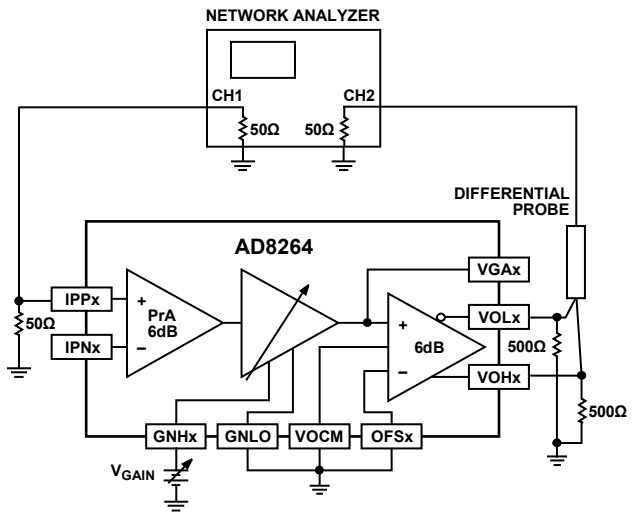 NETWORK ANALYZER
CH1
CH2
50Ω
50Ω
DIFFERENTIAL
PROBE
AD8264
VGAx
IPPx
+
PrA
6dB
–
IPNx
50Ω
+
6dB
–
VOLx
500Ω
VOHx
500Ω
GNHx
GNLO
VOCM
OFSx
VGAIN